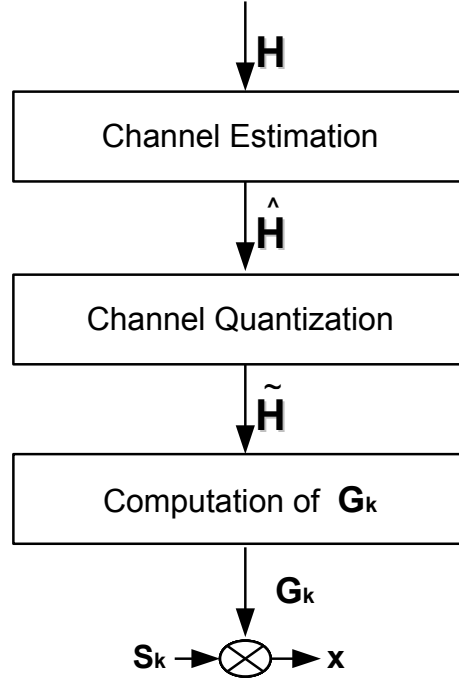 H
Channel Estimation
Ĥ
Channel Quantization
H̃
Computation of Gk
Gk
Sk x